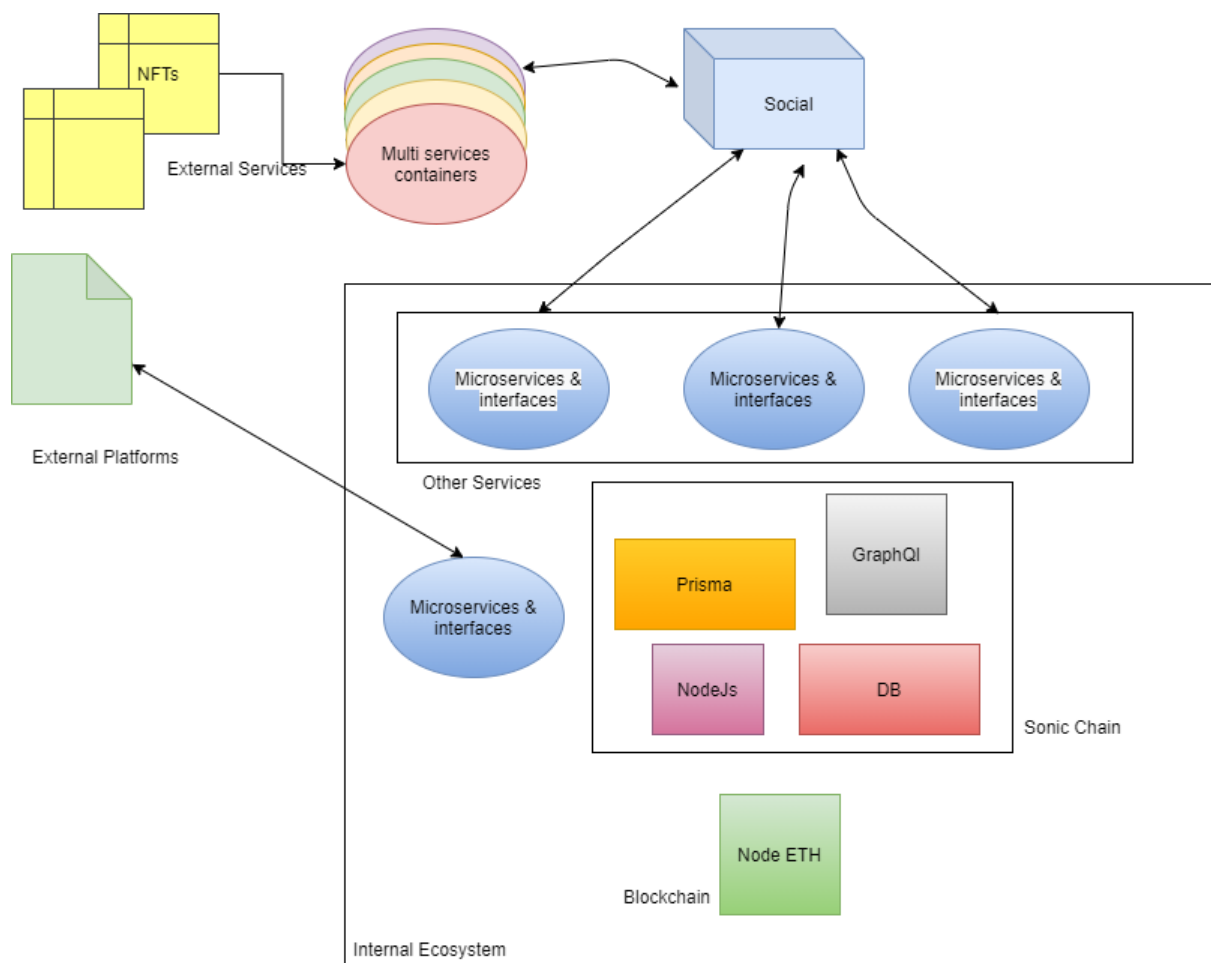 NFTs
External Services
Multi services
containers
Social
External Platforms
Microservices &
interfaces
Microservices &
interfaces
Microservices &
interfaces
Other Services
Microservices &
interfaces
Prisma
GraphQl
NodeJs
DB
Sonic Chain
Node ETH
Blockchain
Internal Ecosystem